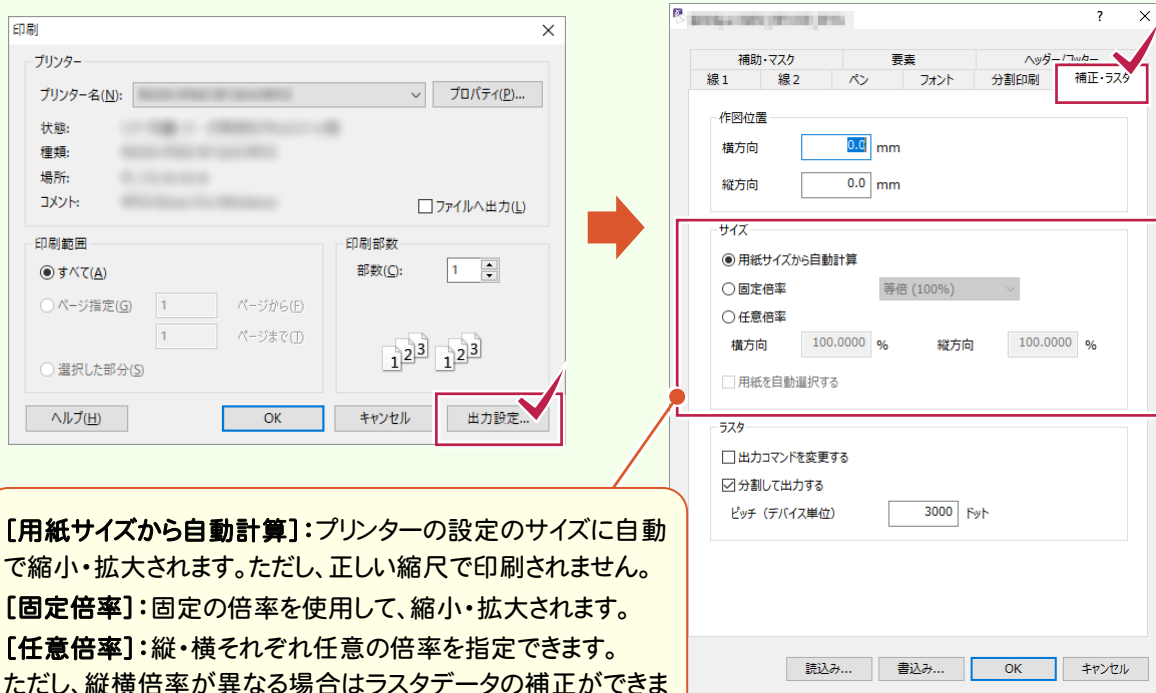 印刷
プリンター
プリンター名(N):
プロパティ(P)...
状態:
種類:
場所:
コメント:
ファイルへ出力(L)
印刷範囲
すべて(A)
ページ指定(G) 1 ページから(F)
1 ページまで(T)
選択した部分(S)
印刷部数
部数(C): 1
1 2 3 1 2 3
ヘルプ(H) OK キャンセル 出力設定...
?
補助・マスク 要素 ヘッダー/フッター
線1 線2 ペン フォント 分割印刷 補正・ラスタ
作図位置
横方向 0.0 mm
縦方向 0.0 mm
サイズ
用紙サイズから自動計算
固定倍率 等倍 (100%)
任意倍率
横方向 100.0000 % 縦方向 100.0000 %
用紙を自動選択する
ラスタ
出力コマンドを変更する
分割して出力する
ピッチ (デバイス単位) 3000 ドット
読込み... 書込み... OK キャンセル
[用紙サイズから自動計算]:プリンターの設定のサイズに自動
で縮小・拡大されます。ただし、正しい縮尺で印刷されません。
[固定倍率]:固定の倍率を使用して、縮小・拡大されます。
[任意倍率]:縦・横それぞれ任意の倍率を指定できます。
ただし、縦横倍率が異なる場合はラスタデータの補正ができま